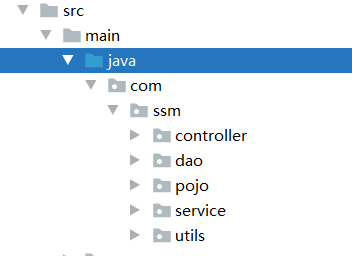 src
main
java
com
ssm
controller
dao
pojo
service
utils